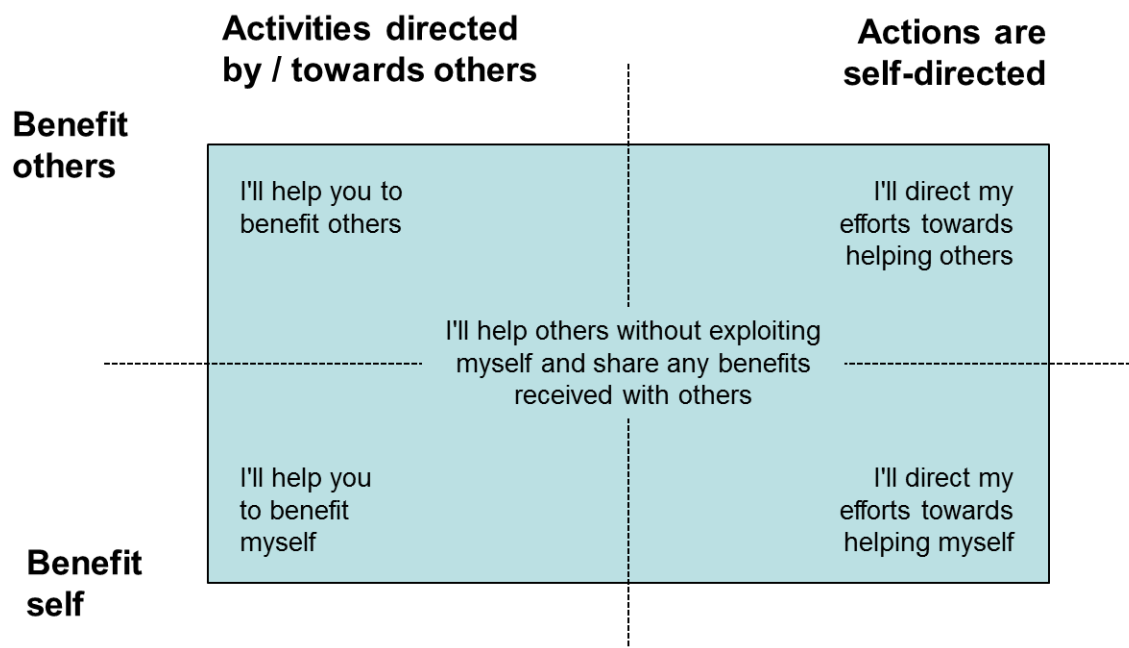 Activities directed
by / towards others
Actions are
self-directed
Benefit
others
I'll help you to
benefit others
I'll direct my
efforts towards
helping others
I'll help others without exploiting
myself and share any benefits
received with others
I'll help you
to benefit
myself
I'll direct my
efforts towards
helping myself
Benefit
self